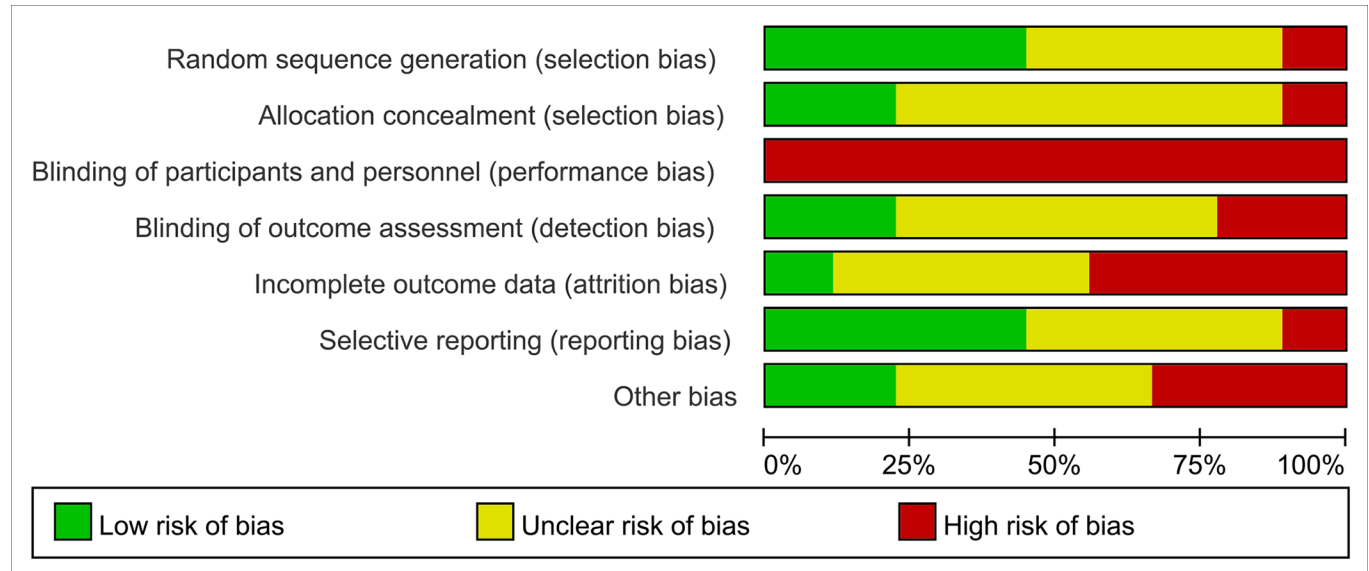 Random sequence generation (selection bias)
Allocation concealment (selection bias)
Blinding of participants and personnel (performance bias)
Blinding of outcome assessment (detection bias)
Incomplete outcome data (attrition bias)
Selective reporting (reporting bias)
Other bias
0% 25% 50% 75% 100%
Low risk of bias Unclear risk of bias High risk of bias